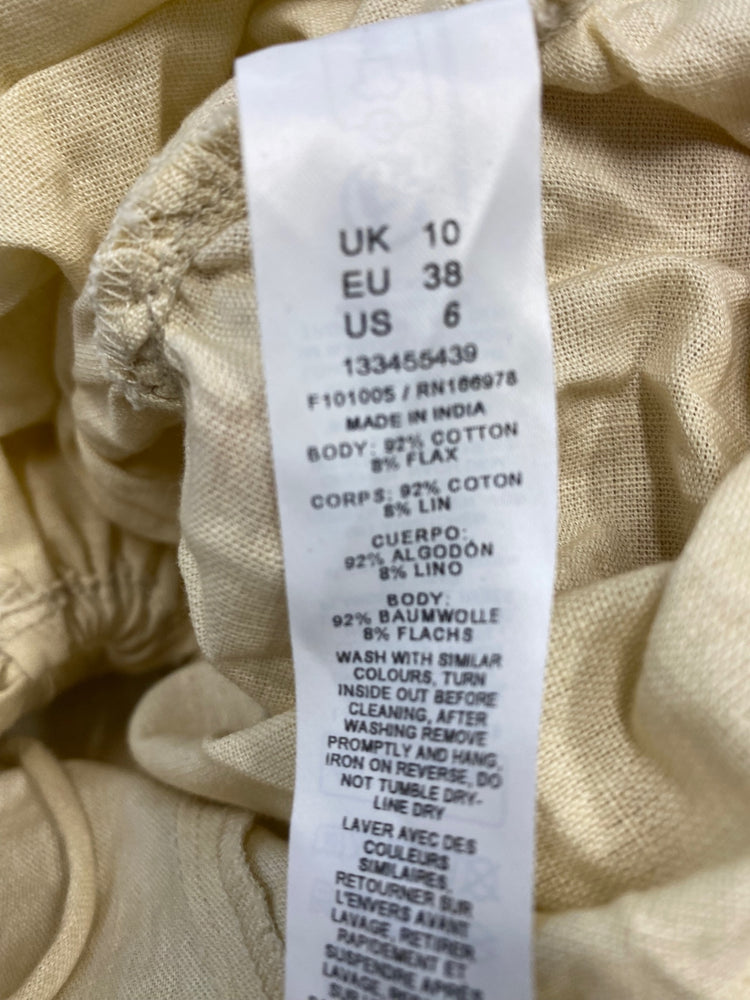 UK 10
EU 38
US 6
133455439
F101005 / RN166978
MADE IN INDIA
BODY: 92% COTTON
8% FLAX
CORPS: 92% COTON
8% LIN
CUERPO:
92% ALGODÓN
8% LINO
BODY:
92% BAUMWOLLE
8% FLACHS
WASH WITH SIMILAR
COLOURS, TURN
INSIDE OUT BEFORE
CLEANING, AFTER
WASHING REMOVE
PROMPTLY AND HANG,
IRON ON REVERSE, DO
NOT TUMBLE DRY-
LINE DRY
LAVER AVEC DES
COULEURS
SIMILAIRES,
RETOURNER SUR
L'ENVERS AVANT
LAVAGE, RETIRER
RAPIDEMENT ET
SUSPENDRE APRÈS
LAVAGE,